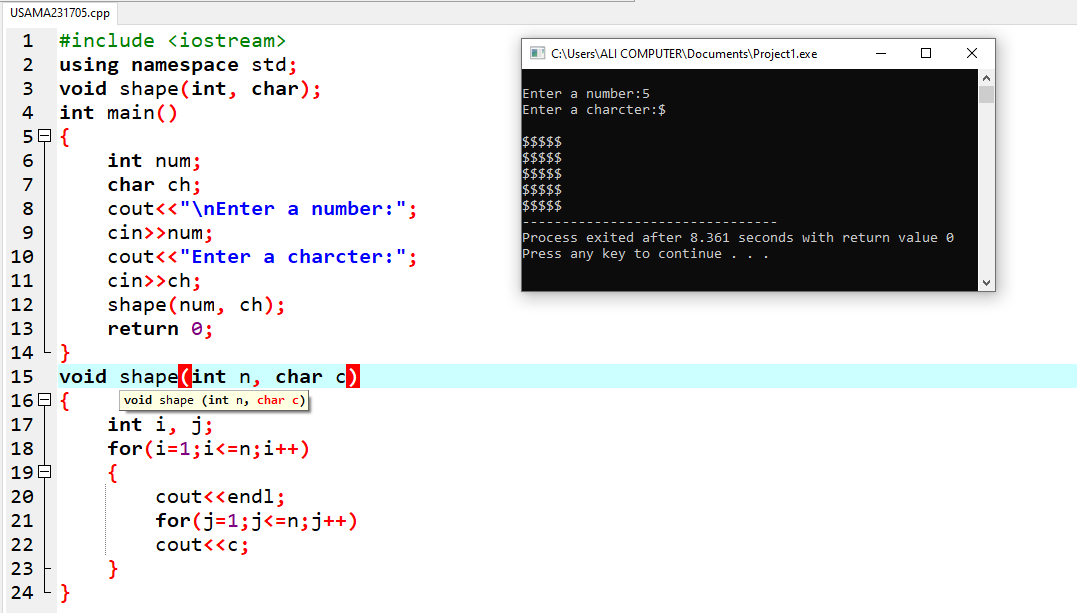 USAMA231705.cpp
1 #include <iostream>
2 using namespace std;
3 void shape(int, char);
4 int main()
5 {
6 int num;
7 char ch;
8 cout<<"\nEnter a number:";
9 cin>>num;
10 cout<<"Enter a charcter:";
11 cin>>ch;
12 shape(num, ch);
13 return 0;
14 }
15 void shape(int n, char c)
void shape (int n, char c)
16 {
17 int i, j;
18 for(i=1;i<=n;i++)
19 {
20 cout<<endl;
21 for(j=1;j<=n;j++)
22 cout<<c;
23 }
24 }
C:\Users\ALI COMPUTER\Documents\Project1.exe
Enter a number:5
Enter a charcter:$
$$$$$
$$$$$
$$$$$
$$$$$
$$$$$
--------------------------------
Process exited after 8.361 seconds with return value 0
Press any key to continue . . .